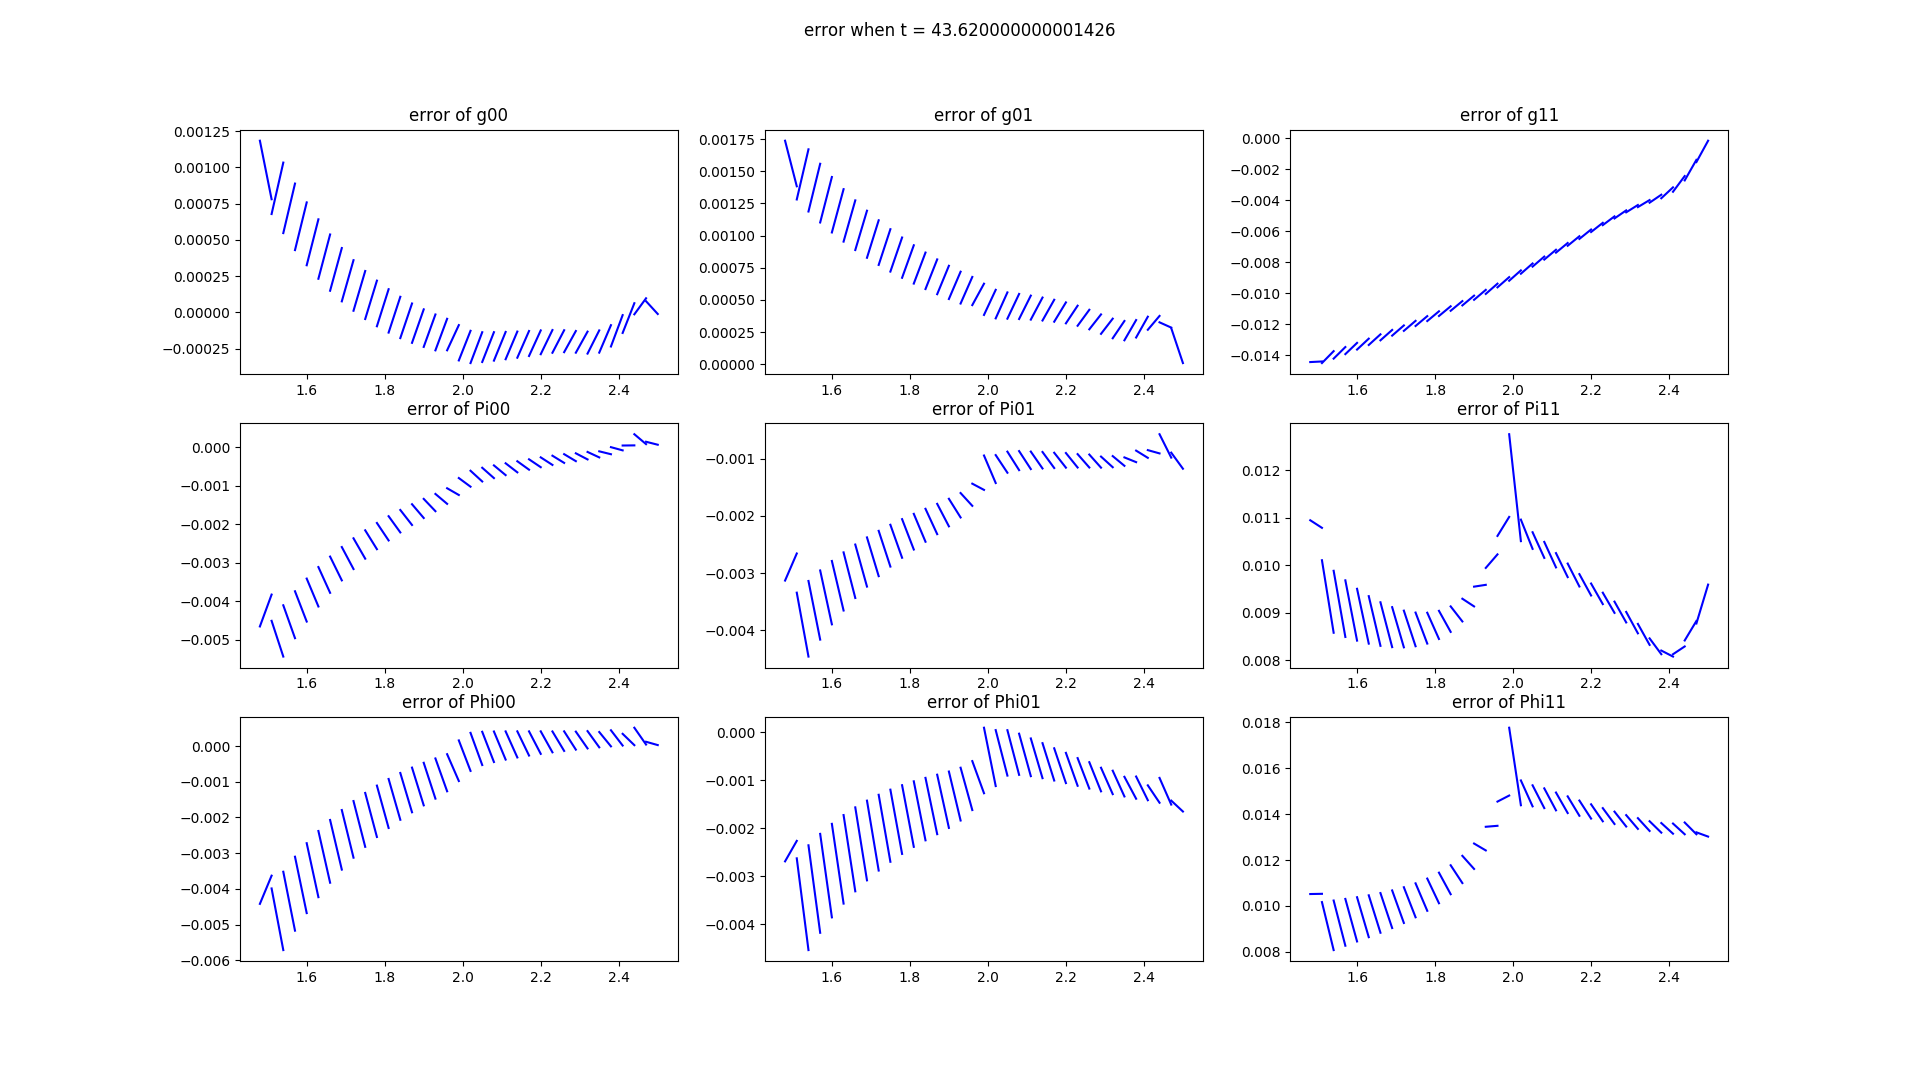 error when t = 43.620000000001426
error of g00
error of g01
error of g11
0.00125
0.00100
0.00075
0.00050
0.00025
0.00000
−0.00025
1.6 1.8 2.0 2.2 2.4
0.00175
0.00150
0.00125
0.00100
0.00075
0.00050
0.00025
0.00000
1.6 1.8 2.0 2.2 2.4
0.000
−0.002
−0.004
−0.006
−0.008
−0.010
−0.012
−0.014
1.6 1.8 2.0 2.2 2.4
error of Pi00
error of Pi01
error of Pi11
0.000
−0.001
−0.002
−0.003
−0.004
−0.005
1.6 1.8 2.0 2.2 2.4
−0.001
−0.002
−0.003
−0.004
1.6 1.8 2.0 2.2 2.4
0.012
0.011
0.010
0.009
0.008
1.6 1.8 2.0 2.2 2.4
error of Phi00
error of Phi01
error of Phi11
0.000
−0.001
−0.002
−0.003
−0.004
−0.005
−0.006
1.6 1.8 2.0 2.2 2.4
0.000
−0.001
−0.002
−0.003
−0.004
1.6 1.8 2.0 2.2 2.4
0.018
0.016
0.014
0.012
0.010
0.008
1.6 1.8 2.0 2.2 2.4